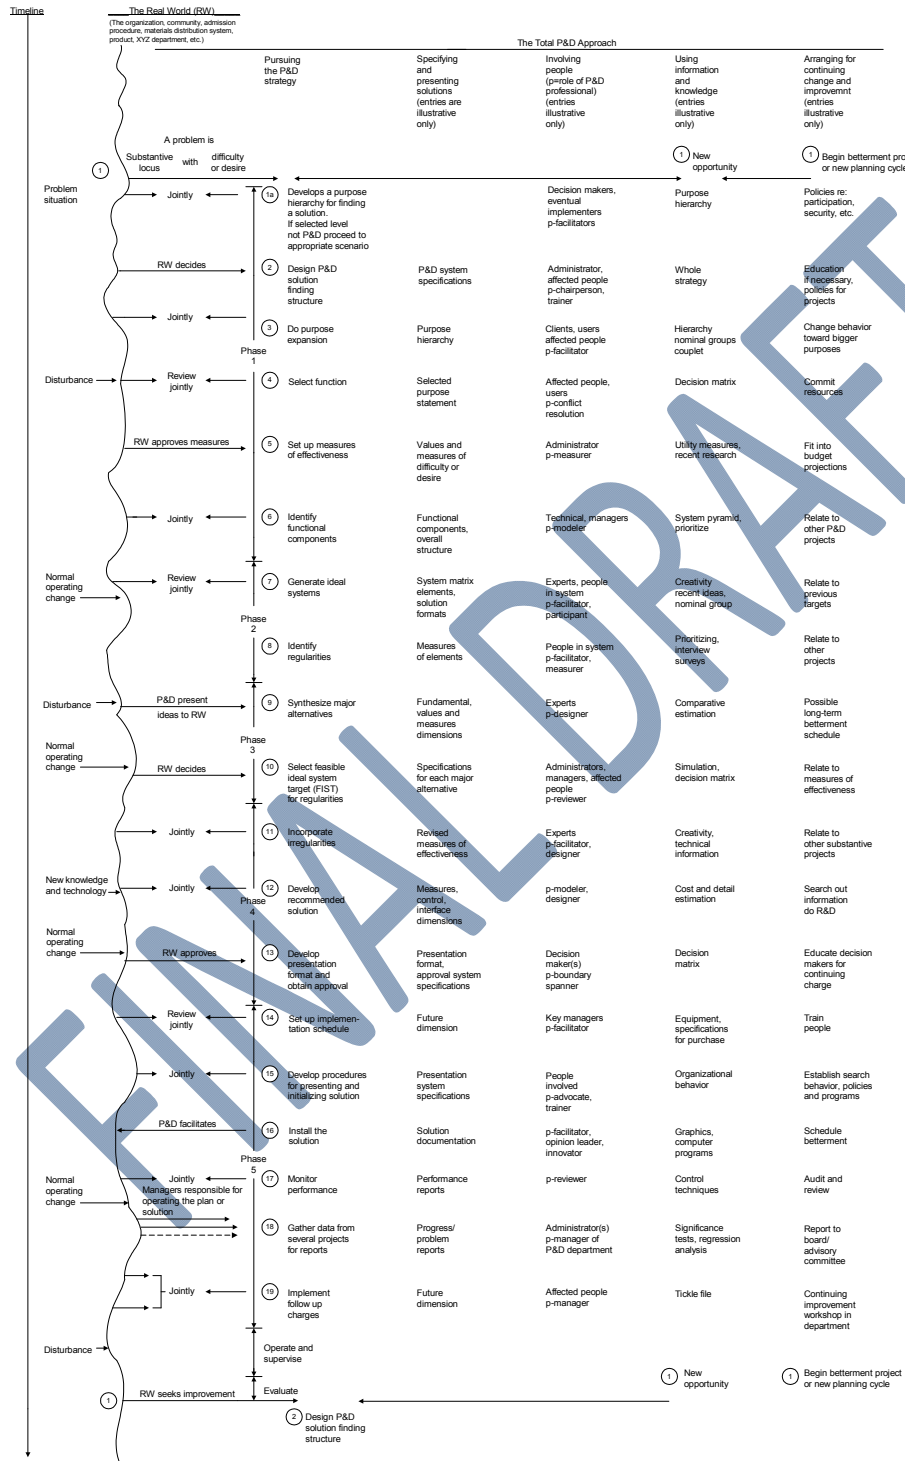 Timeline
The Real World (RW)
(The organization, community, admission
procedure, materials distribution system,
product, XYZ department, etc.)
The Total P&D Approach
Pursuing
the P&D
strategy
Specifying
and
presenting
solutions
(entries are
illustrative
only)
Involving
people
(p=role of P&D
professional)
(entries
illustrative
only)
Using
information
and
knowledge
(entries
illustrative
only)
Arranging for
continuing
change and
improvemnt
(entries
illustrative
only)
A problem is
Substantive
locus
with
difficulty
or desire
1
1
New
opportunity
1
Begin betterment project
or new planning cycle
Problem
situation
Jointly
1a
Develops a purpose
hierarchy for finding
a solution.
If selected level
not P&D proceed to
appropriate scenario
Decision makers,
eventual
implementers
p-facilitators
Purpose
hierarchy
Policies re:
participation,
security, etc.
RW decides
2
Design P&D
solution
finding
structure
P&D system
specifications
Administrator,
affected people
p-chairperson,
trainer
Whole
strategy
Education
if necessary,
policies for
projects
Jointly
3
Do purpose
expansion
Purpose
hierarchy
Clients, users
affected people
p-facilitator
Hierarchy
nominal groups
couplet
Change behavior
toward bigger
purposes
Phase
1
Disturbance
Review
jointly
4
Select function
Selected
purpose
statement
Affected people,
users
p-conflict
resolution
Decision matrix
Commit
resources
RW approves measures
5
Set up measures
of effectiveness
Values and
measures of
difficulty or
desire
Administrator
p-measurer
Utility measures,
recent research
Fit into
budget
projections
Jointly
6
Identify
functional
components
Functional
components,
overall
structure
Technical, managers
p-modeler
System pyramid,
prioritize
Relate to
other P&D
projects
Normal
operating
change
Review
jointly
7
Generate ideal
systems
System matrix
elements,
solution
formats
Experts, people
in system
p-facilitator,
participant
Creativity
recent ideas,
nominal group
Relate to
previous
targets
Phase
2
8
Identify
regularities
Measures
of elements
People in system
p-facilitator,
measurer
Prioritizing,
interview
surveys
Relate to
other
projects
Disturbance
P&D present
ideas to RW
9
Synthesize major
alternatives
Fundamental,
values and
measures
dimensions
Experts
p-designer
Comparative
estimation
Possible
long-term
betterment
schedule
Phase
3
Normal
operating
change
RW decides
10
Select feasible
ideal system
target (FIST)
for regularities
Specifications
for each major
alternative
Administrators,
managers, affected
people
p-reviewer
Simulation,
decision matrix
Relate to
measures of
effectiveness
Jointly
11
Incorporate
irregularities
Revised
measures of
effectiveness
Experts
p-facilitator,
designer
Creativity,
technical
information
Relate to
other substantive
projects
New knowledge
and technology
Jointly
12
Develop
recommended
solution
Measures,
control,
interface
dimensions
p-modeler,
designer
Cost and detail
estimation
Search out
information
do R&D
Phase
4
Normal
operating
change
RW approves
13
Develop
presentation
format and
obtain approval
Presentation
format,
approval system
specifications
Decision
maker(s)
p-boundary
spanner
Decision
matrix
Educate decision
makers for
continuing
charge
Review
jointly
14
Set up implemen-
tation schedule
Future
dimension
Key managers
p-facilitator
Equipment,
specifications
for purchase
Train
people
Jointly
15
Develop procedures
for presenting and
initializing solution
Presentation
system
specifications
People
involved
p-advocate,
trainer
Organizational
behavior
Establish search
behavior, policies
and programs
P&D facilitates
16
Install the
solution
Solution
documentation
p-facilitator,
opinion leader,
innovator
Graphics,
computer
programs
Schedule
betterment
Phase
5
Normal
operating
change
Jointly
17
Monitor
performance
Performance
reports
p-reviewer
Control
techniques
Audit and
review
Managers responsible for
operating the plan or
solution
18
Gather data from
several projects
for reports
Progress/
problem
reports
Administrator(s)
p-manager of
P&D department
Significance
tests, regression
analysis
Report to
board/
advisory
committee
Jointly
19
Implement
follow up
charges
Future
dimension
Affected people
p-manager
Tickle file
Continuing
improvement
workshop in
department
Disturbance
Operate and
supervise
1
New
opportunity
1
Begin betterment project
or new planning cycle
1
RW seeks improvement
Evaluate
2
Design P&D
solution finding
structure
FINAL DRAFT